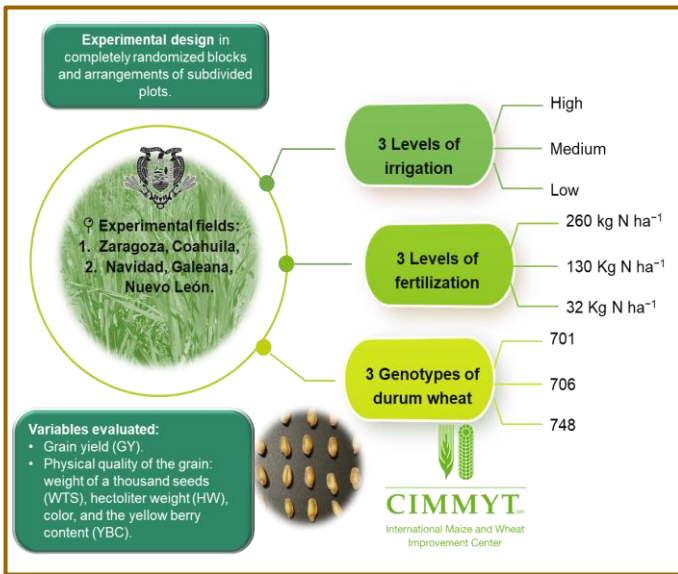 Experimental design in
completely randomized blocks
and arrangements of subdivided
plots.
Experimental fields:
1. Zaragoza, Coahuila,
2. Navidad, Galeana,
Nuevo León.
3 Levels of
irrigation
High
Medium
Low
3 Levels of
fertilization
260 kg N ha⁻¹
130 Kg N ha⁻¹
32 Kg N ha⁻¹
3 Genotypes of
durum wheat
701
706
748
Variables evaluated:
• Grain yield (GY).
• Physical quality of the grain:
weight of a thousand seeds
(WTS), hectoliter weight (HW),
color, and the yellow berry
content (YBC).
CIMMYT
International Maize and Wheat
Improvement Center